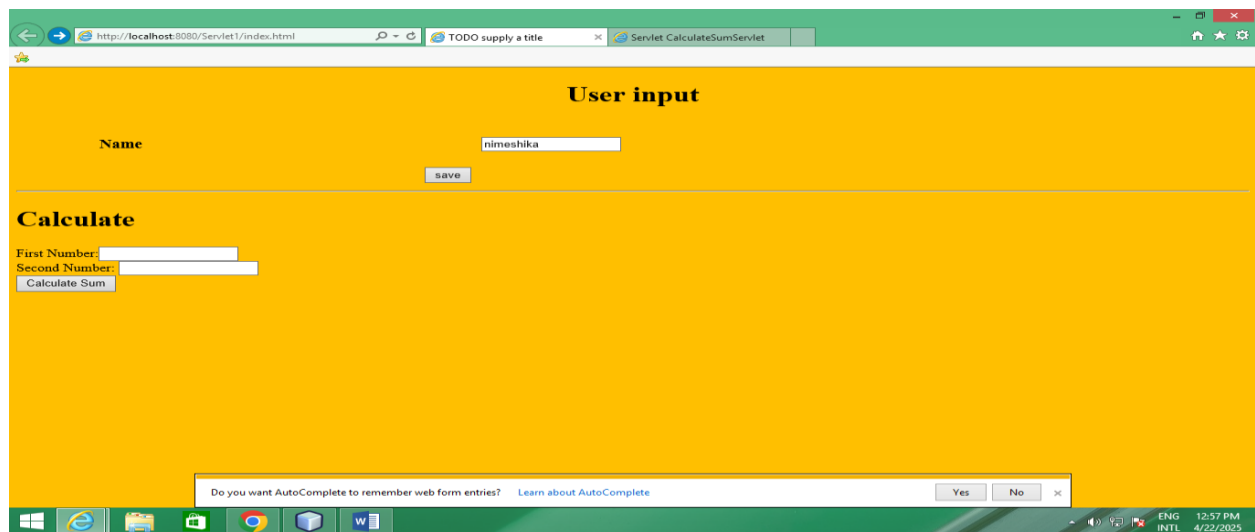 http://localhost:8080/Servlet1/index.html
TODO supply a title
Servlet CalculateSumServlet
User input
Name nimeshika
save
Calculate
First Number:
Second Number:
Calculate Sum
Do you want AutoComplete to remember web form entries? Learn about AutoComplete Yes No
ENG 12:57 PM
INTL 4/22/2025